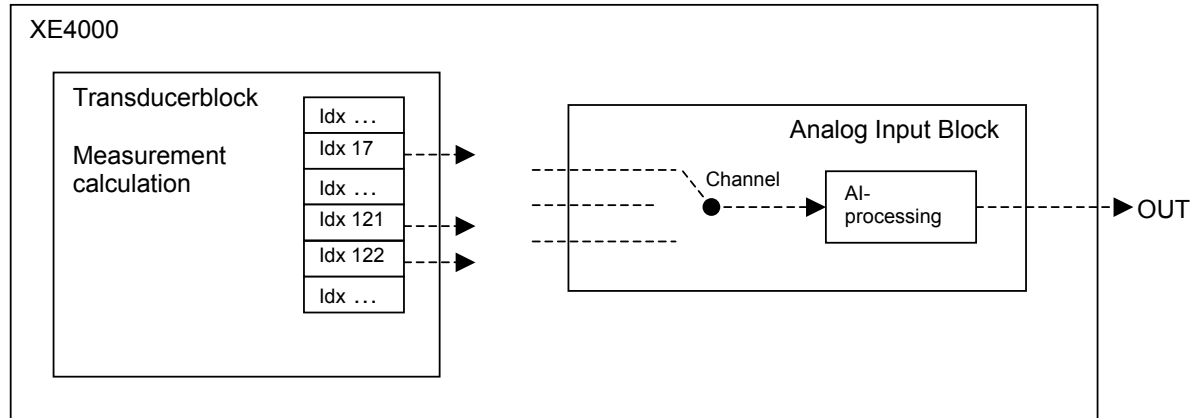 XE4000
Transducerblock
Measurement
calculation
Idx ...
Idx 17
Idx ...
Idx 121
Idx 122
Idx ...
Analog Input Block
Channel
AI-
processing
OUT